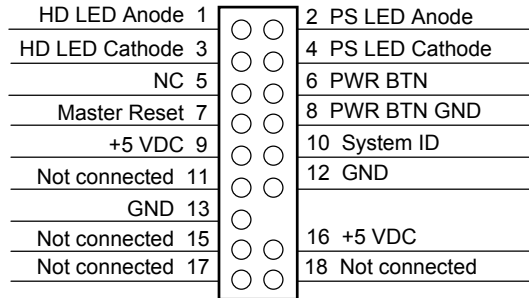 HD LED Anode 1
2 PS LED Anode
HD LED Cathode 3
4 PS LED Cathode
NC 5
6 PWR BTN
Master Reset 7
8 PWR BTN GND
+5 VDC 9
10 System ID
Not connected 11
12 GND
GND 13
Not connected 15
16 +5 VDC
Not connected 17
18 Not connected